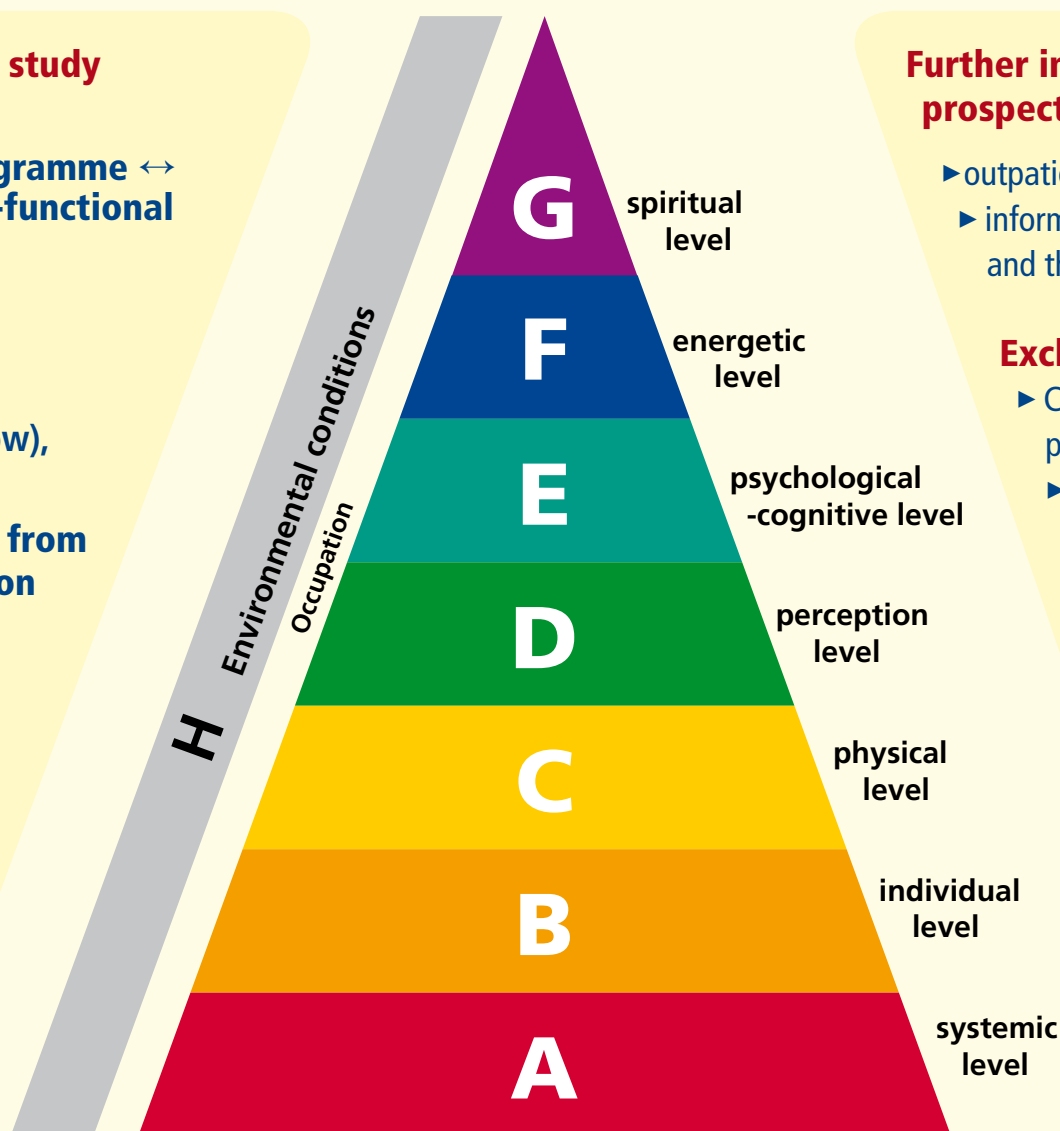 study
gramme ↔
-functional
ow),
from
on
H Environmental conditions
Occupation
G
spiritual
level
F
energetic
level
E
psychological
-cognitive level
D
perception
level
C
physical
level
B
individual
level
A
systemic
level
Further in
prospect
►outpatie
► inform
and th
Excl
►
p
►